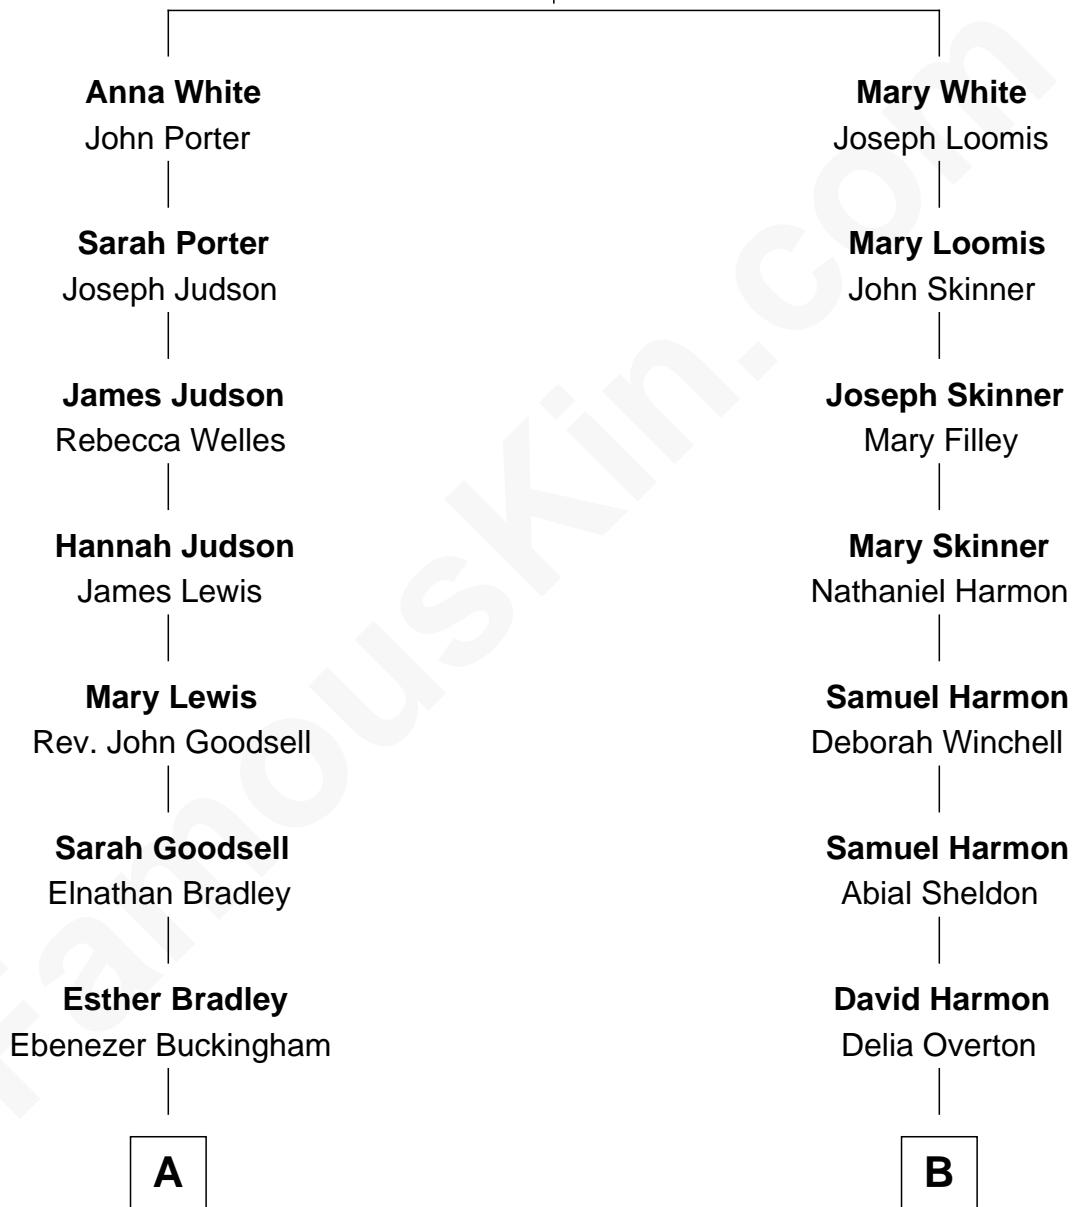 Anna White
John Porter
Mary White
Joseph Loomis
Sarah Porter
Joseph Judson
Mary Loomis
John Skinner
James Judson
Rebecca Welles
Joseph Skinner
Mary Filley
Hannah Judson
James Lewis
Mary Skinner
Nathaniel Harmon
Mary Lewis
Rev. John Goodsell
Samuel Harmon
Deborah Winchell
Sarah Goodsell
Elnathan Bradley
Samuel Harmon
Abial Sheldon
Esther Bradley
Ebenezer Buckingham
David Harmon
Delia Overton
A
B
FamousKin.com